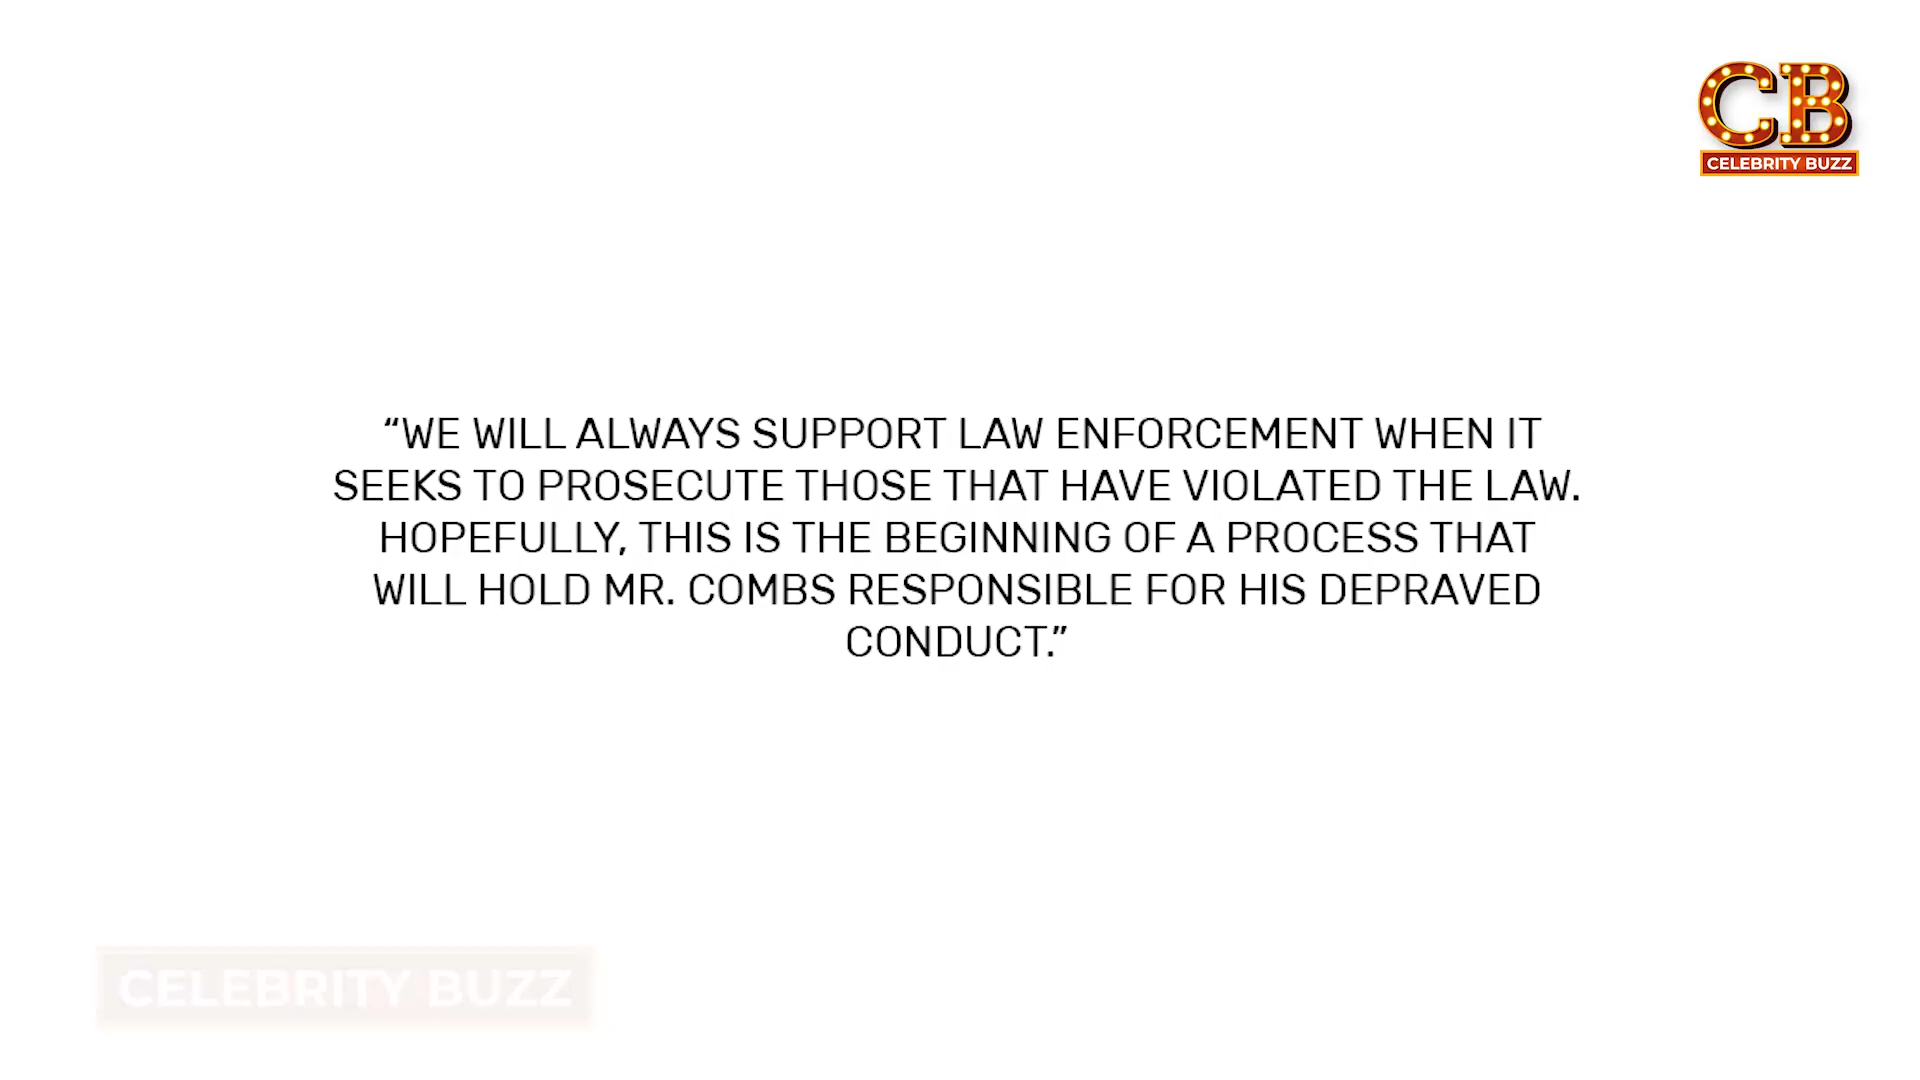 CB
CELEBRITY BUZZ
“WE WILL ALWAYS SUPPORT LAW ENFORCEMENT WHEN IT
SEEKS TO PROSECUTE THOSE THAT HAVE VIOLATED THE LAW.
HOPEFULLY, THIS IS THE BEGINNING OF A PROCESS THAT
WILL HOLD MR. COMBS RESPONSIBLE FOR HIS DEPRAVED
CONDUCT.”
CELEBRITY BUZZ